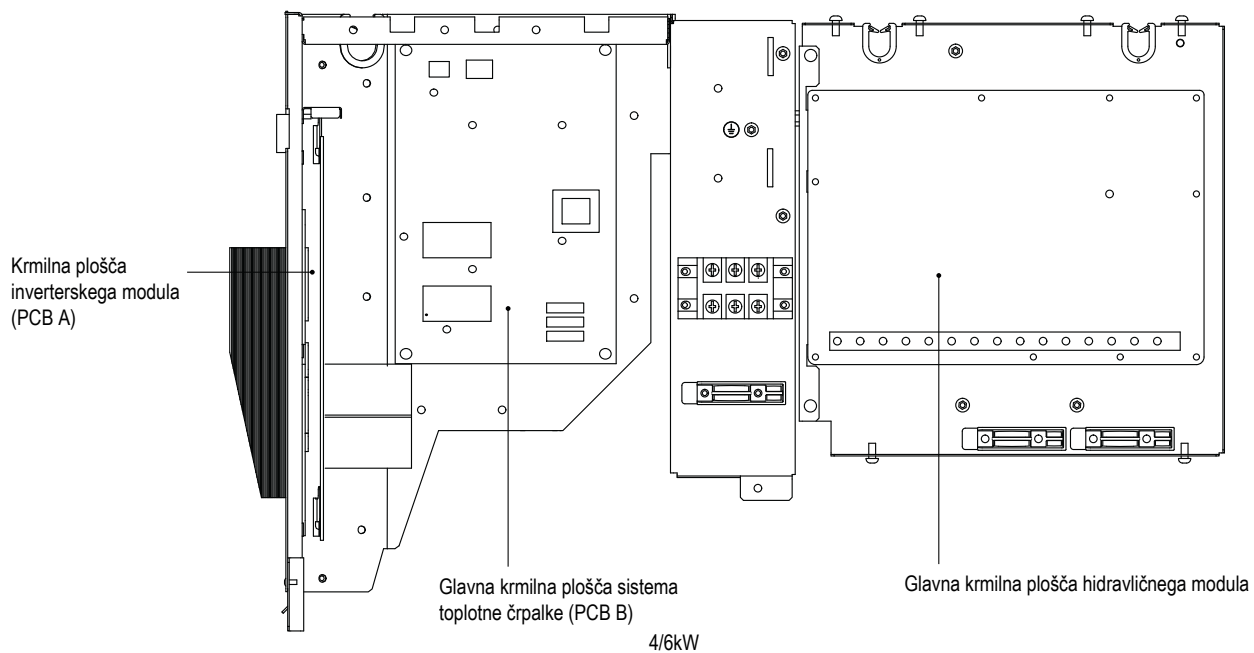 Krmilna plošča
inverterskega modula
(PCB A)
Glavna krmilna plošča sistema
toplotne črpalke (PCB B)
Glavna krmilna plošča hidravličnega modula
4/6kW